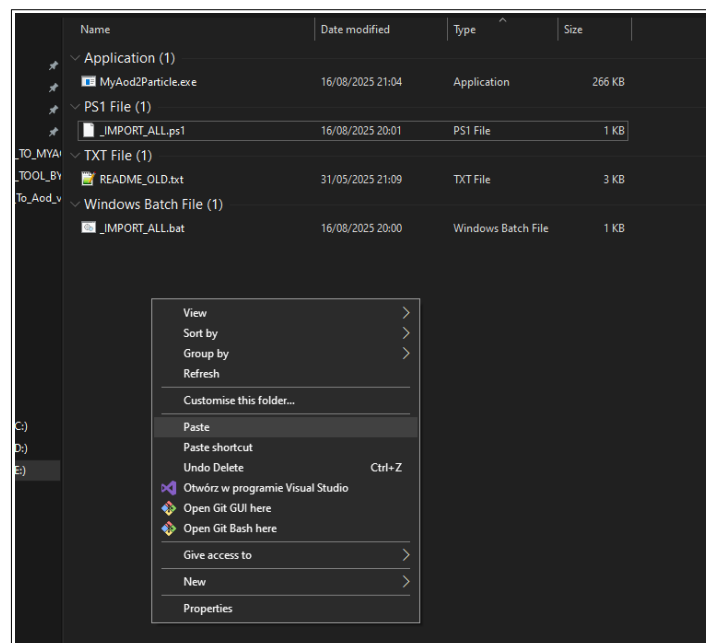 Name Date modified Type Size
Application (1)
MyAod2Particle.exe 16/08/2025 21:04 Application 266 KB
PS1 File (1)
_IMPORT_ALL.ps1 16/08/2025 20:01 PS1 File 1 KB
_TO_MYA
TXT File (1)
_TOOL_BY
README_OLD.txt 31/05/2025 21:09 TXT File 3 KB
_To_Aod_v
Windows Batch File (1)
_IMPORT_ALL.bat 16/08/2025 20:00 Windows Batch File 1 KB
View
Sort by
Group by
Refresh
Customise this folder...
C:)
Paste
D:)
Paste shortcut
E:)
Undo Delete Ctrl+Z
Otwórz w programie Visual Studio
Open Git GUI here
Open Git Bash here
Give access to
New
Properties